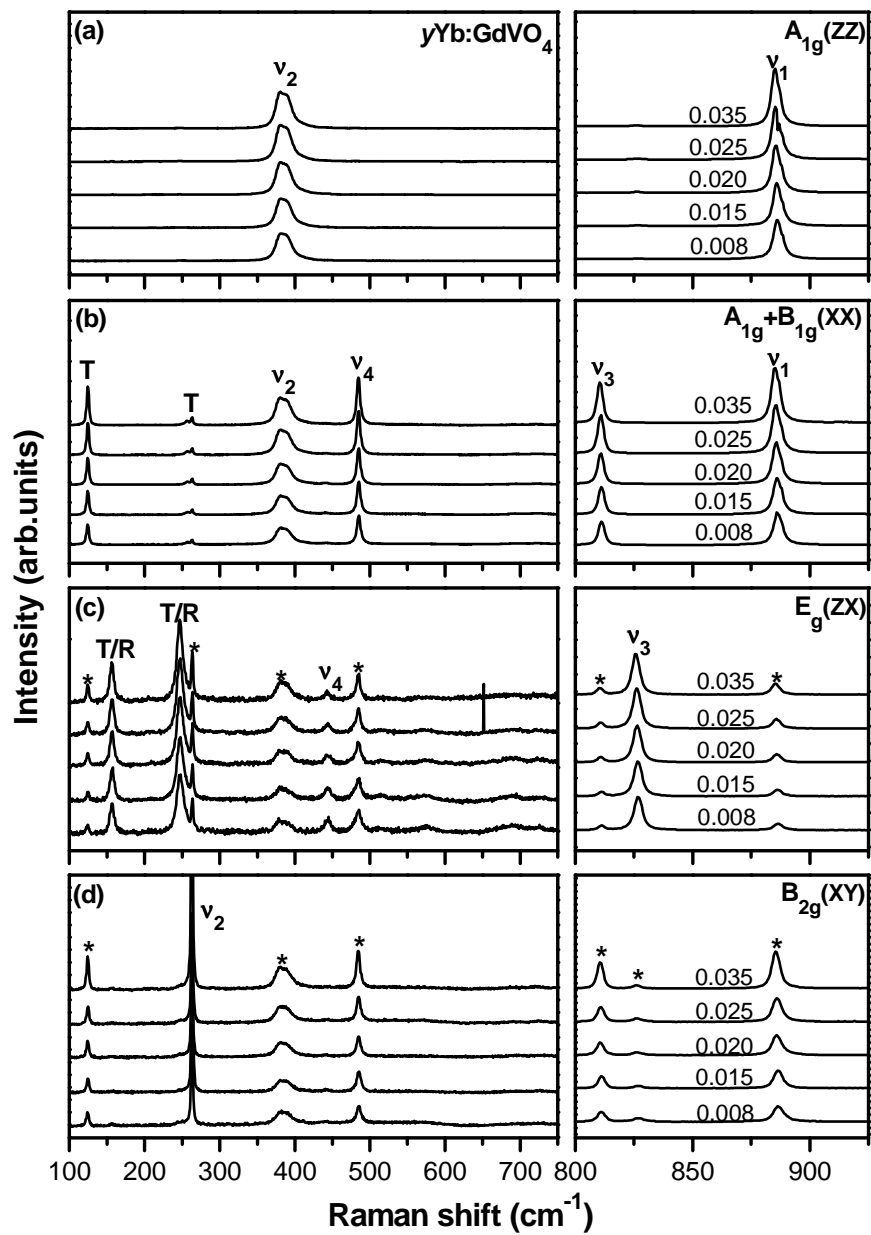 (a) yYb:GdVO4 A1g(ZZ)
ν2 ν1
0.035
0.025
0.020
0.015
0.008
(b) A1g+B1g(XX)
T T ν2 ν4 ν3 ν1
0.035
0.025
0.020
0.015
0.008
(c) Eg(ZX)
* T/R T/R * * ν4 * * ν3 *
0.035
0.025
0.020
0.015
0.008
(d) B2g(XY)
* ν2 * * * * *
0.035
0.025
0.020
0.015
0.008
100 200 300 400 500 600 700 800 850 900
Raman shift (cm-1)
Intensity (arb.units)